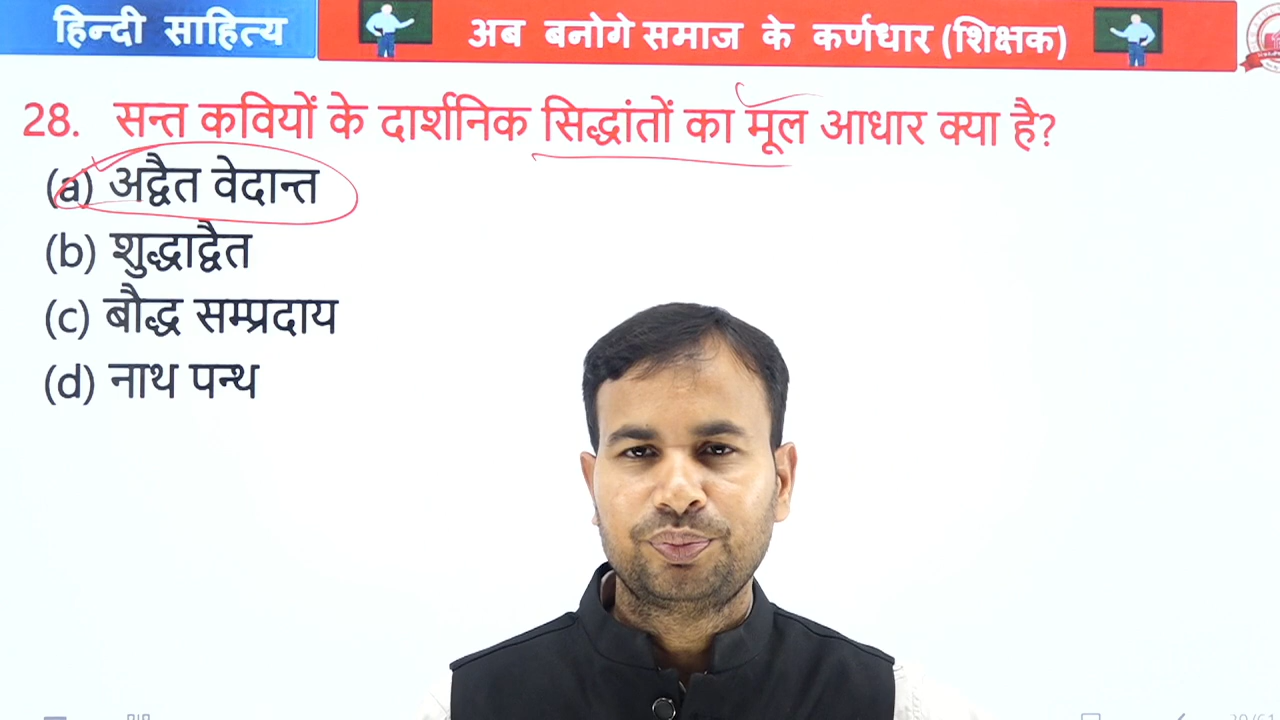 हिन्दी साहित्य
अब बनोगे समाज के कर्णधार (शिक्षक)
28. सन्त कवियों के दार्शनिक सिद्धांतों का मूल आधार क्या है?
(a) अद्वैत वेदान्त
(b) शुद्धाद्वैत
(c) बौद्ध सम्प्रदाय
(d) नाथ पन्थ